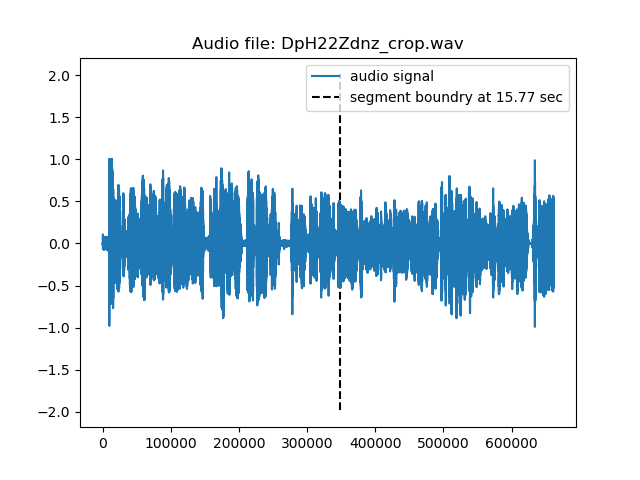 Audio file: DpH22Zdnz_crop.wav
audio signal
segment boundry at 15.77 sec
2.0
1.5
1.0
0.5
0.0
−0.5
−1.0
−1.5
−2.0
0 100000 200000 300000 400000 500000 600000